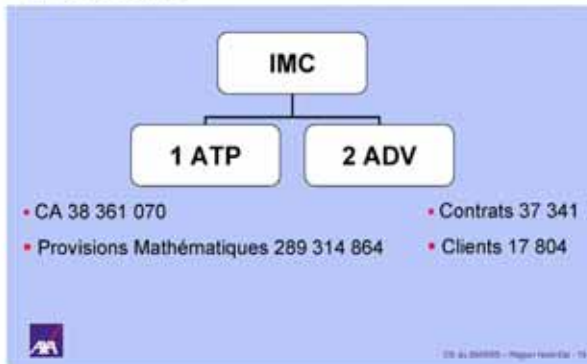 IMC
1 ATP
2 ADV
• CA 38 361 070
• Contrats 37 341
• Provisions Mathématiques 289 314 864
• Clients 17 804
AXA